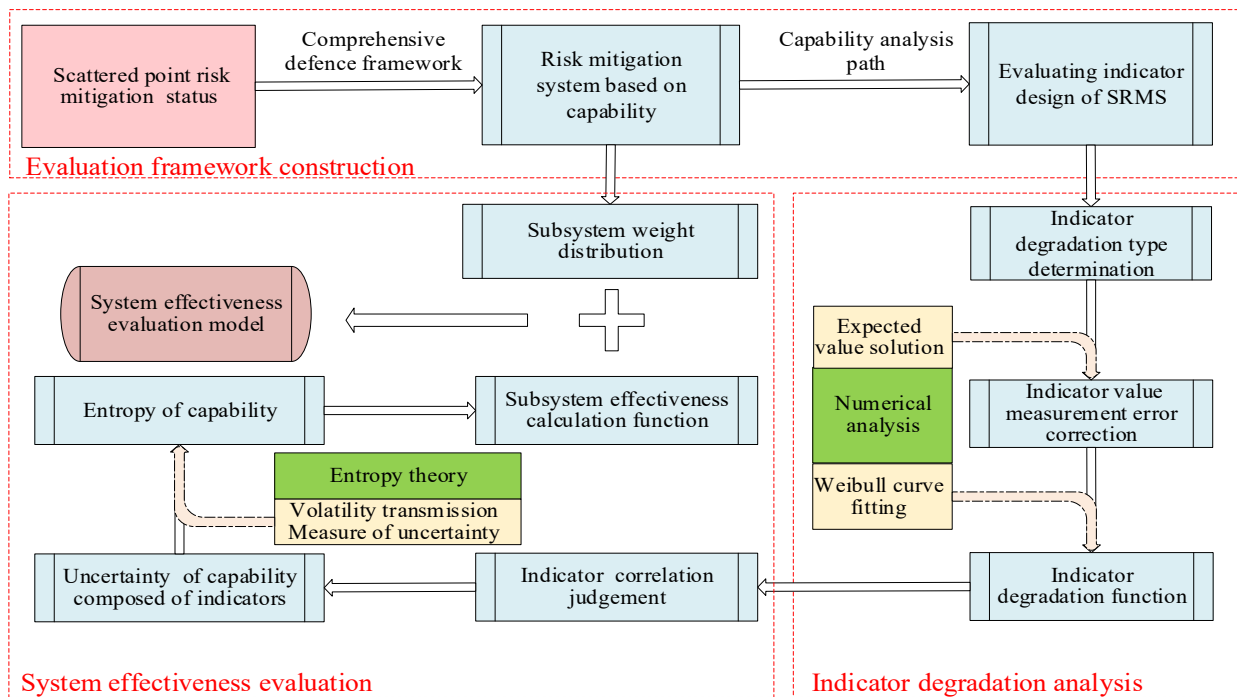 Scattered point risk
mitigation status
Comprehensive
defence framework
Risk mitigation
system based on
capability
Capability analysis
path
Evaluating indicator
design of SRMS
Evaluation framework construction
Subsystem weight
distribution
System effectiveness
evaluation model
Entropy of capability
Subsystem effectiveness
calculation function
Entropy theory
Volatility transmission
Measure of uncertainty
Uncertainty of capability
composed of indicators
Indicator correlation
judgement
System effectiveness evaluation
Indicator
degradation type
determination
Expected
value solution
Numerical
analysis
Indicator value
measurement error
correction
Weibull curve
fitting
Indicator
degradation function
Indicator degradation analysis